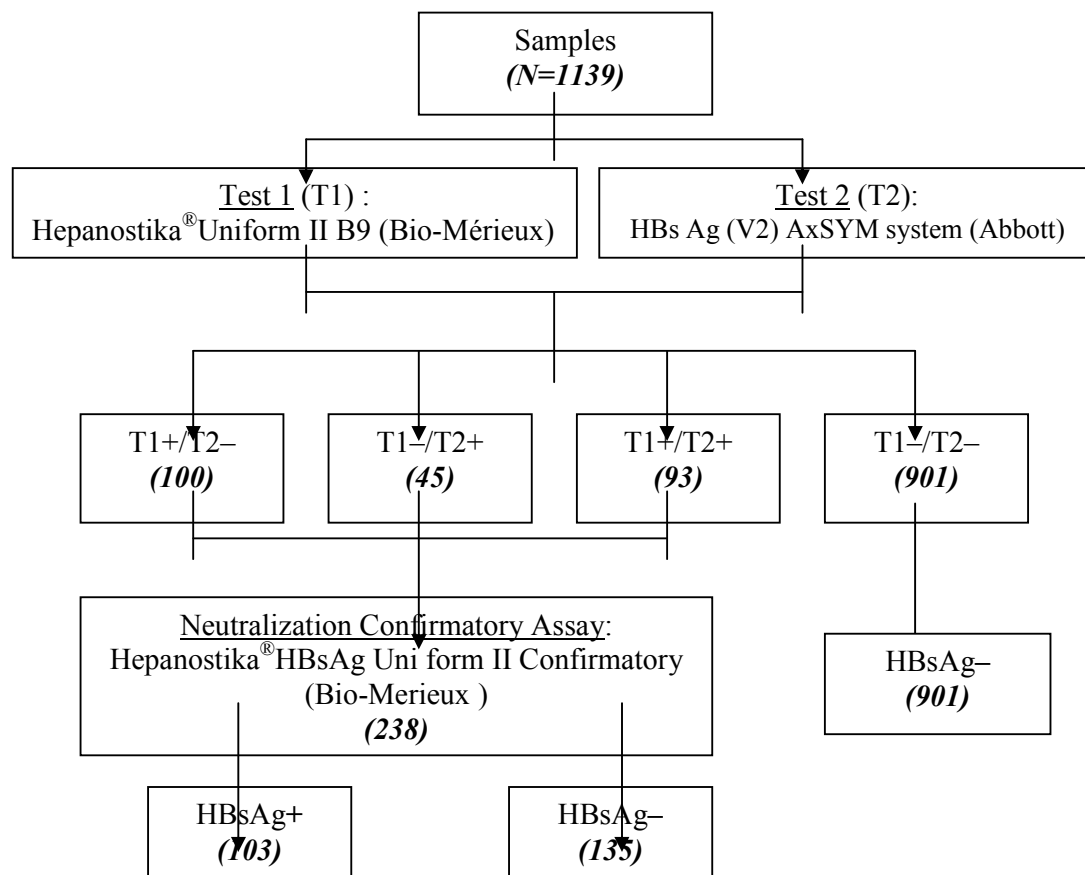 Samples
(N=1139)
Test 1 (T1) :
Hepanostika®Uniform II B9 (Bio-Mérieux)
Test 2 (T2):
HBs Ag (V2) AxSYM system (Abbott)
T1+/T2–
(100)
T1–/T2+
(45)
T1+/T2+
(93)
T1–/T2–
(901)
Neutralization Confirmatory Assay:
Hepanostika®HBsAg Uni form II Confirmatory
(Bio-Merieux )
(238)
HBsAg–
(901)
HBsAg+
(103)
HBsAg–
(135)